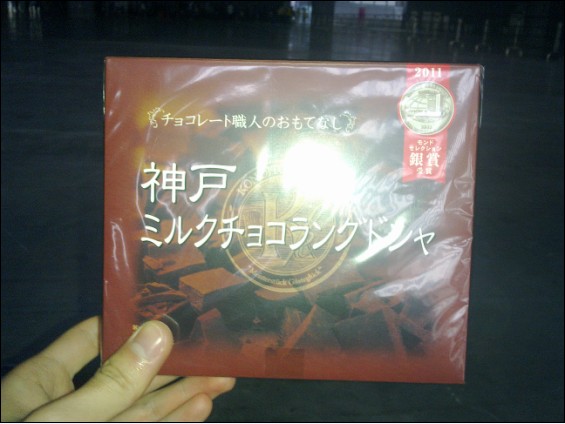 2011
チョコレート職人のおもてなし
モンド
セレクション
銀賞
受賞
神戸
ミルクチョコラングドシャ